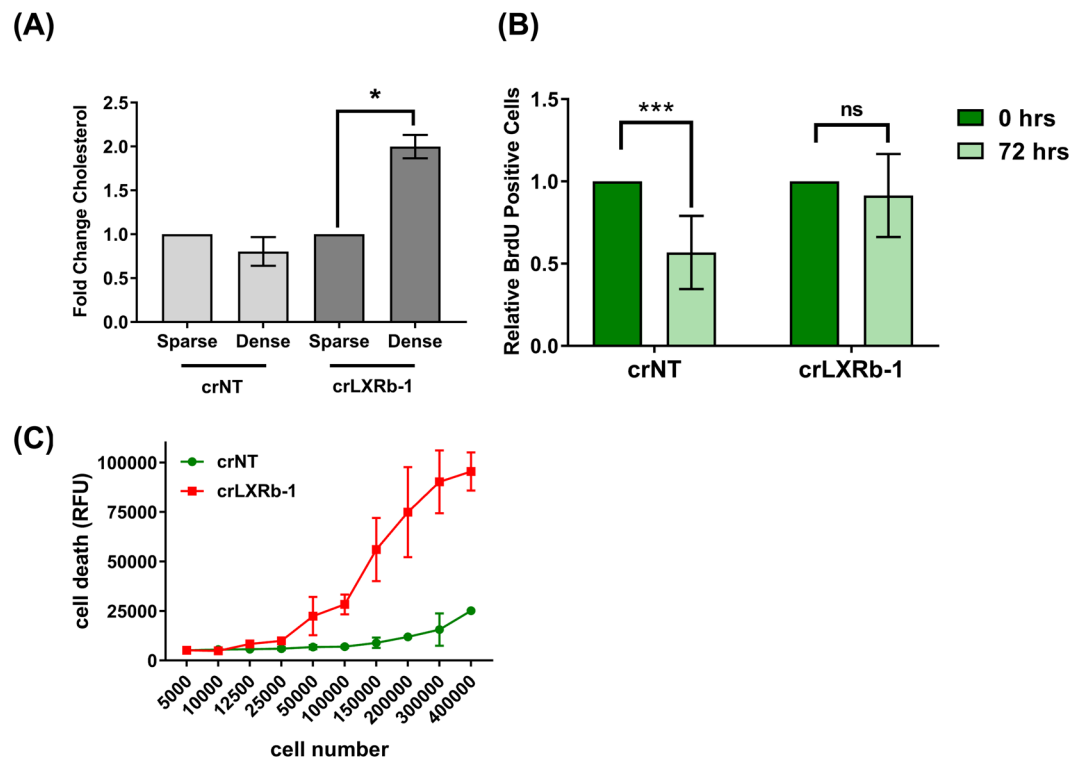 (A)
Fold Change Cholesterol
2.5
2.0
1.5
1.0
0.5
0.0
*
Sparse Dense Sparse Dense
crNT crLXRb-1
(B)
Relative BrdU Positive Cells
1.5
1.0
0.5
0.0
*** ns
crNT crLXRb-1
0 hrs
72 hrs
(C)
cell death (RFU)
100000
75000
50000
25000
0
crNT
crLXRb-1
5000 10000 12500 25000 50000 100000 150000 200000 300000 400000
cell number